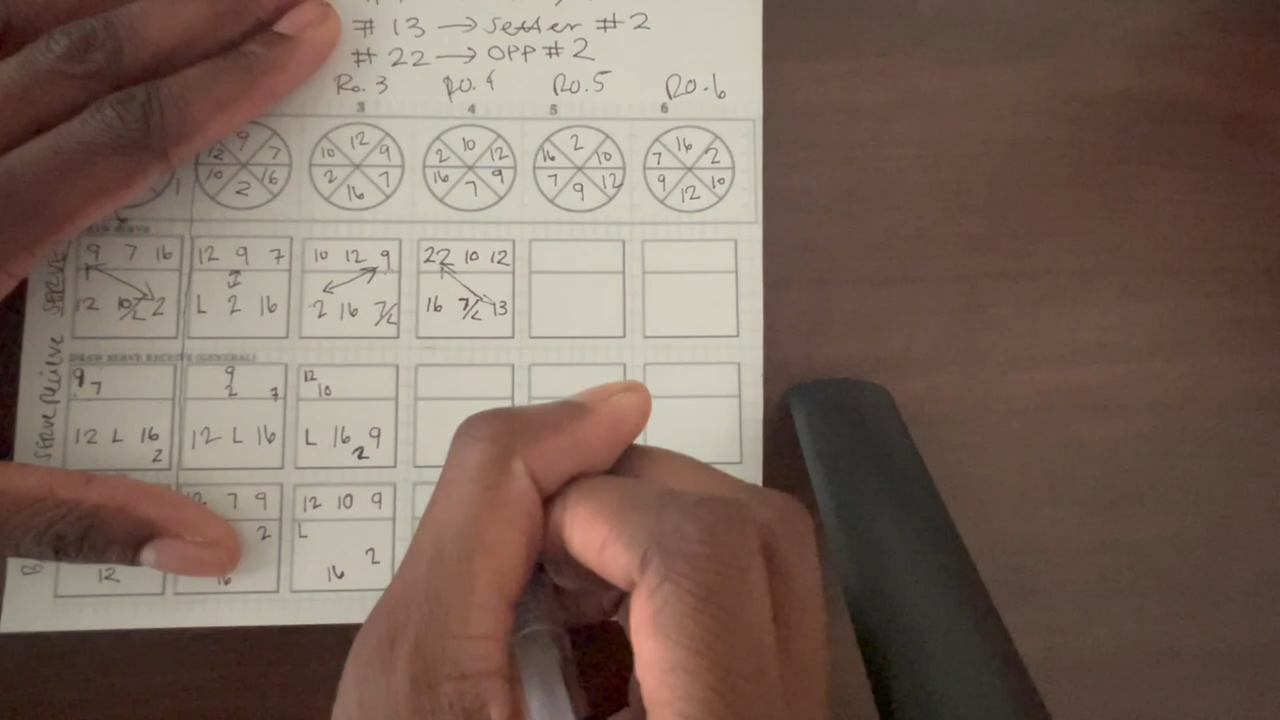 # 13 → Setter #2
# 22 → OPP #2
Ro. 3 Ro. 4 Ro. 5 Ro. 6
3 4 5 6
9 12 10 2 16
12 7 10 9 2 12 16 10 7 2
10 16 2 7 16 9 7 12 9 10
2 16 7 9 12
SERVE
9 7 16 12 9 7 10 12 9 22 10 12
12 10/L 2 L 2 16 2 16 7/L 16 7/L 13
SERVE RECEIVE (GENERAL)
9 9 12
7 2 7 10
12 L 16 12 L 16 L 16 9
2 2
7 9 12 10 9
2 L
2
12 16 16